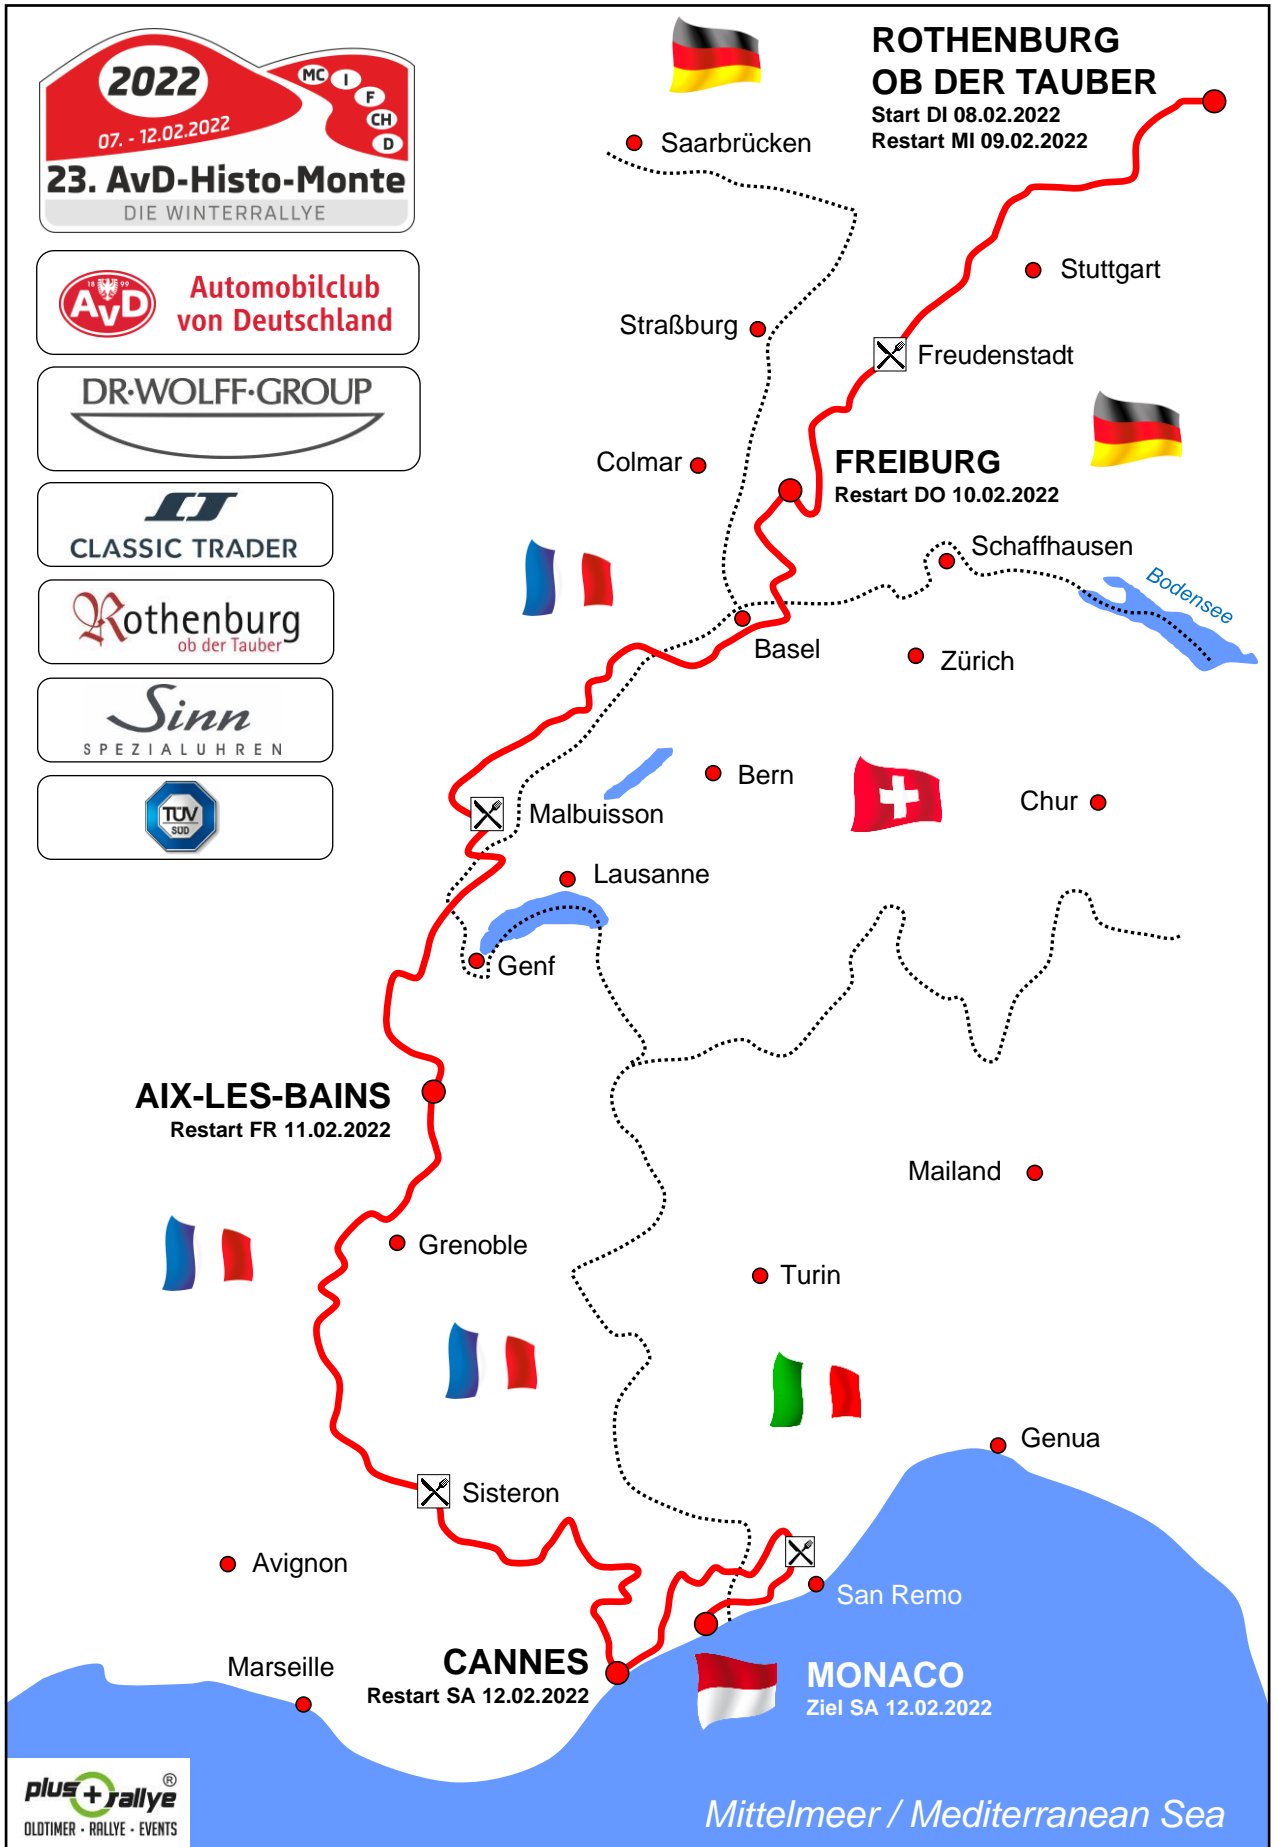 2022
07. - 12.02.2022
MC
I
F
CH
D
23. AvD-Histo-Monte
DIE WINTERRALLYE
18 99
AvD
Automobilclub
von Deutschland
DR·WOLFF·GROUP
CLASSIC TRADER
Rothenburg
ob der Tauber
Sinn
SPEZIALUHREN
TÜV
SÜD
ROTHENBURG
OB DER TAUBER
Start DI 08.02.2022
Restart MI 09.02.2022
Saarbrücken
Stuttgart
Straßburg
Freudenstadt
Colmar
FREIBURG
Restart DO 10.02.2022
Schaffhausen
Bodensee
Basel
Zürich
Bern
Chur
Malbuisson
Lausanne
Genf
AIX-LES-BAINS
Restart FR 11.02.2022
Mailand
Grenoble
Turin
Genua
Sisteron
Avignon
San Remo
Marseille
CANNES
Restart SA 12.02.2022
MONACO
Ziel SA 12.02.2022
plus+rallye®
OLDTIMER · RALLYE · EVENTS
Mittelmeer / Mediterranean Sea